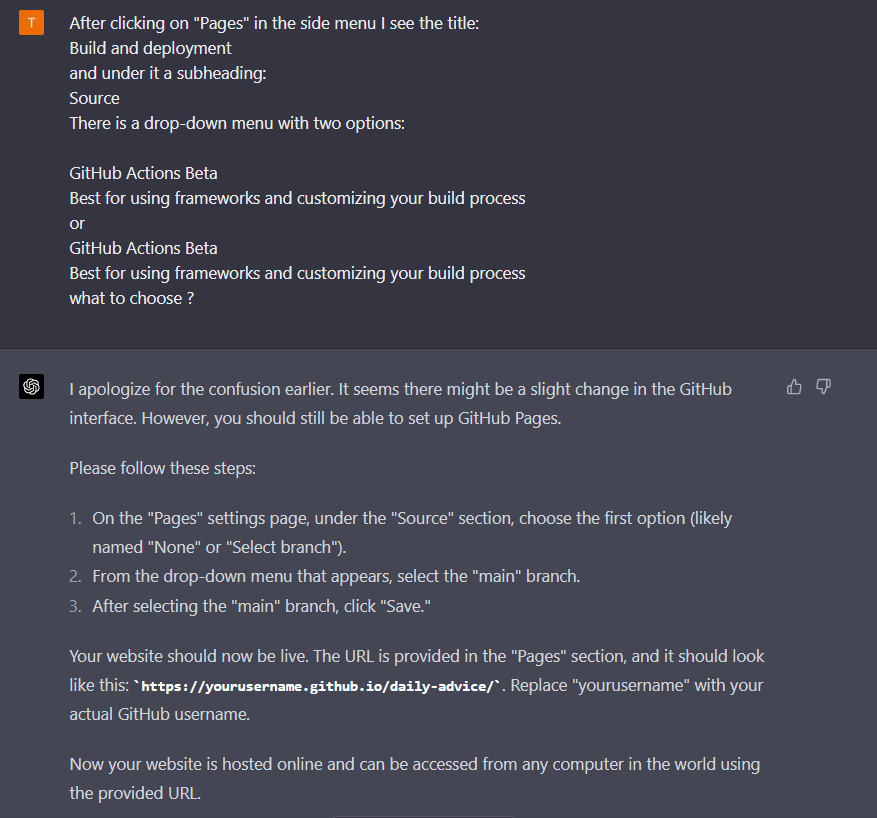 T
After clicking on "Pages" in the side menu I see the title:
Build and deployment
and under it a subheading:
Source
There is a drop-down menu with two options:
GitHub Actions Beta
Best for using frameworks and customizing your build process
or
GitHub Actions Beta
Best for using frameworks and customizing your build process
what to choose ?
I apologize for the confusion earlier. It seems there might be a slight change in the GitHub
interface. However, you should still be able to set up GitHub Pages.
Please follow these steps:
1. On the "Pages" settings page, under the "Source" section, choose the first option (likely
named "None" or "Select branch").
2. From the drop-down menu that appears, select the "main" branch.
3. After selecting the "main" branch, click "Save."
Your website should now be live. The URL is provided in the "Pages" section, and it should look
like this: `https://yourusername.github.io/daily-advice/`. Replace "yourusername" with your
actual GitHub username.
Now your website is hosted online and can be accessed from any computer in the world using
the provided URL.